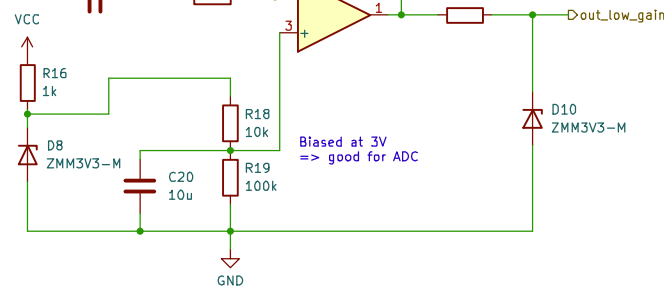 1
out_low_gain
3
+
VCC
R16
1k
R18
10k
D10
ZMM3V3-M
Biased at 3V
=> good for ADC
D8
ZMM3V3-M
C20
10u
R19
100k
GND